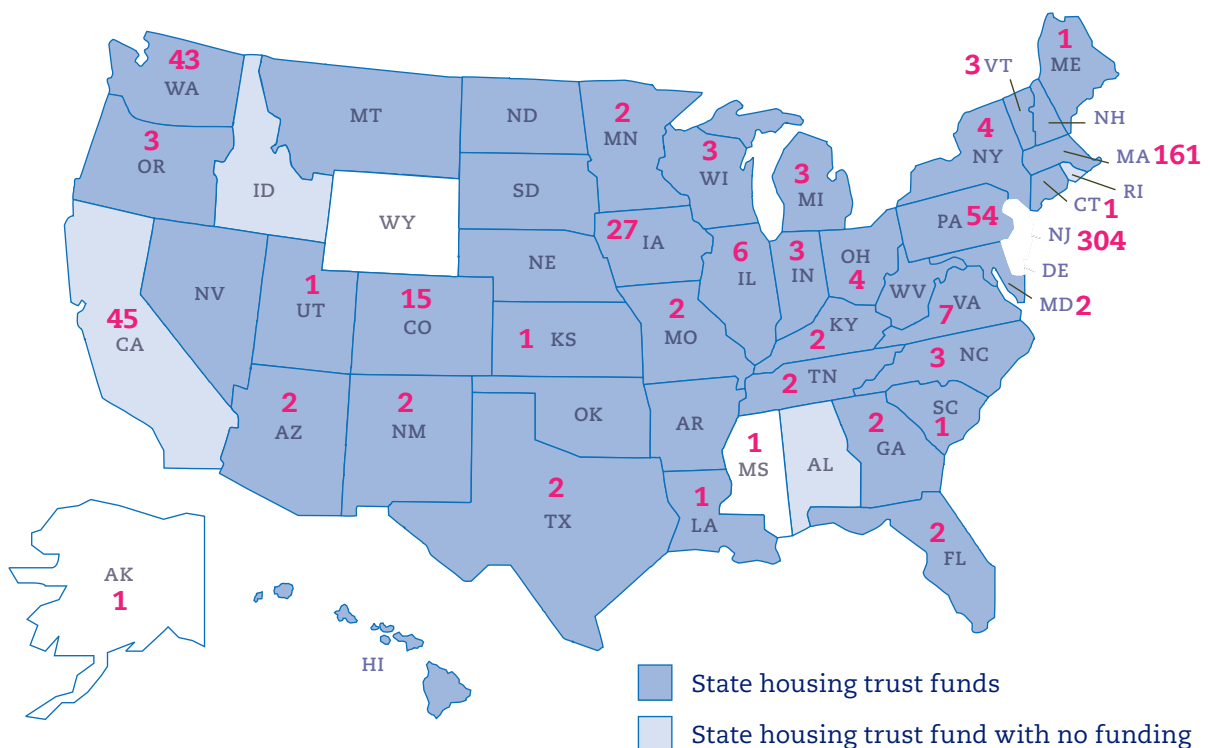 43
WA
3
OR
ID
MT
ND
2
MN
SD
WY
3
WI
3
MI
1
ME
3 VT
NH
4
NY
MA 161
RI
CT 1
PA 54
NJ 304
DE
MD 2
NV
1
UT
15
CO
45
CA
NE
27 IA
6
IL
3
IN
OH
4
WV
VA
7
1 KS
2
MO
KY
2
3 NC
TN
2
2
AZ
2
NM
OK
AR
SC
1
1
MS
AL
2
GA
2
TX
1
LA
2
FL
AK
1
HI
State housing trust funds
State housing trust fund with no funding